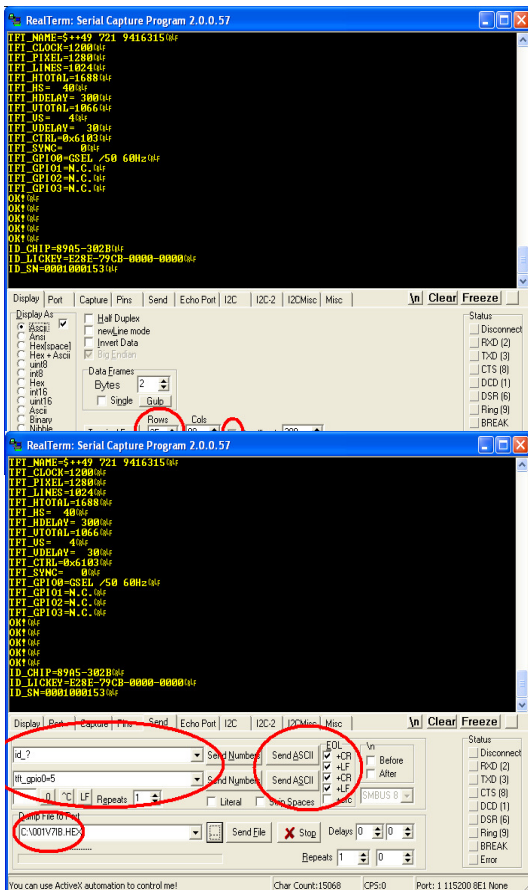 RealTerm: Serial Capture Program 2.0.0.57
TFT_NAME=$++49 721 9416315
TFT_CLOCK=1200
TFT_PIXEL=1280
TFT_LINES=1024
TFT_HTOTAL=1688
TFT_HS= 40
TFT_HDELAY= 300
TFT_VTOTAL=1066
TFT_VS= 4
TFT_VDELAY= 30
TFT_CTRL=0x6103
TFT_SYNC= 0
TFT_GPIO0=GSEL /50 60Hz
TFT_GPIO1=N.C.
TFT_GPIO2=N.C.
TFT_GPIO3=N.C.
OK!
OK!
OK!
OK!
OK!
ID_CHIP=89A5-302B
ID_LICKEY=E28E-79CB-0000-0000
ID_SN=0001000153
Display Port Capture Pins Send Echo Port I2C I2C-2 I2CMisc Misc \n Clear Freeze
Display As
Ascii
Ansi
Hex[space]
Hex + Ascii
uint8
int8
Hex
int16
uint16
Ascii
Binary
Nibble
Half Duplex
newLine mode
Invert Data
Big Endian
Data Frames
Bytes 2
Single Gulp
Rows Cols
Status
Disconnect
RXD (2)
TXD (3)
CTS (8)
DCD (1)
DSR (6)
Ring (9)
BREAK
RealTerm: Serial Capture Program 2.0.0.57
TFT_NAME=$++49 721 9416315
TFT_CLOCK=1200
TFT_PIXEL=1280
TFT_LINES=1024
TFT_HTOTAL=1688
TFT_HS= 40
TFT_HDELAY= 300
TFT_VTOTAL=1066
TFT_VS= 4
TFT_VDELAY= 30
TFT_CTRL=0x6103
TFT_SYNC= 0
TFT_GPIO0=GSEL /50 60Hz
TFT_GPIO1=N.C.
TFT_GPIO2=N.C.
TFT_GPIO3=N.C.
OK!
OK!
OK!
OK!
OK!
ID_CHIP=89A5-302B
ID_LICKEY=E28E-79CB-0000-0000
ID_SN=0001000153
Display Port Capture Pins Send Echo Port I2C I2C-2 I2CMisc Misc \n Clear Freeze
id_? Send Numbers Send ASCII
tft_gpio0=5 Send Numbers Send ASCII
EOL
+CR
+LF
+CR
+LF
+crc
\n
Before
After
0 ^C LF Repeats 1 Literal Strip Spaces SMBUS 8
Dump File to Port
C:\001V7IB.HEX ... Send File Stop Delays 0 0
Repeats 1 0
Status
Disconnect
RXD (2)
TXD (3)
CTS (8)
DCD (1)
DSR (6)
Ring (9)
BREAK
Error
You can use ActiveX automation to control me! Char Count:15068 CPS:0 Port: 1 115200 8E1 None